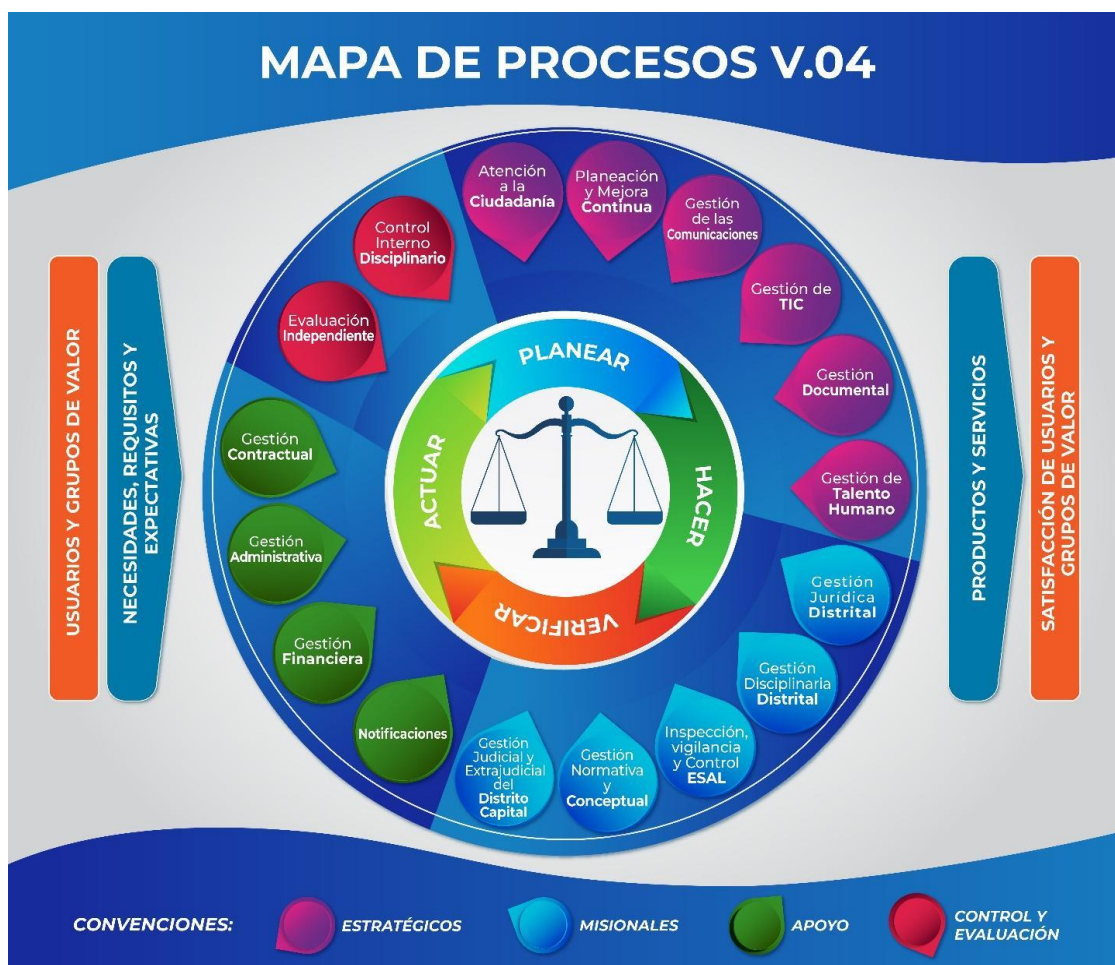 MAPA DE PROCESOS V.04
USUARIOS Y GRUPOS DE VALOR
NECESIDADES, REQUISITOS Y
EXPECTATIVAS
Atención
a la
Ciudadanía
Planeación
y Mejora
Continua
Gestión
de las
Comunicaciones
Gestión de
TIC
Gestión
Documental
Gestión de
Talento
Humano
Gestión
Jurídica
Distrital
Gestión
Disciplinaria
Distrital
Inspección,
vigilancia
y Control
ESAL
Gestión
Normativa
y
Conceptual
Gestión
Judicial y
Extrajudicial
del
Distrito
Capital
Notificaciones
Gestión
Financiera
Gestión
Administrativa
Gestión
Contractual
Evaluación
Independiente
Control
Interno
Disciplinario
PLANEAR
HACER
VERIFICAR
ACTUAR
PRODUCTOS Y SERVICIOS
SATISFACCIÓN DE USUARIOS Y
GRUPOS DE VALOR
CONVENCIONES:
ESTRATÉGICOS
MISIONALES
APOYO
CONTROL Y
EVALUACIÓN